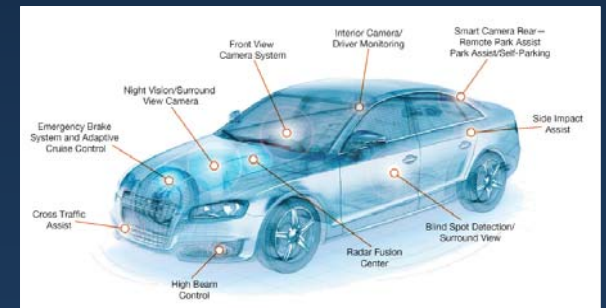 Front View
Camera System
Interior Camera/
Driver Monitoring
Smart Camera Rear—
Remote Park Assist
Park Assist/Self-Parking
Night Vision/Surround
View Camera
Side Impact
Assist
Emergency Brake
System and Adaptive
Cruise Control
Cross Traffic
Assist
High Beam
Control
Radar Fusion
Center
Blind Spot Detection/
Surround View